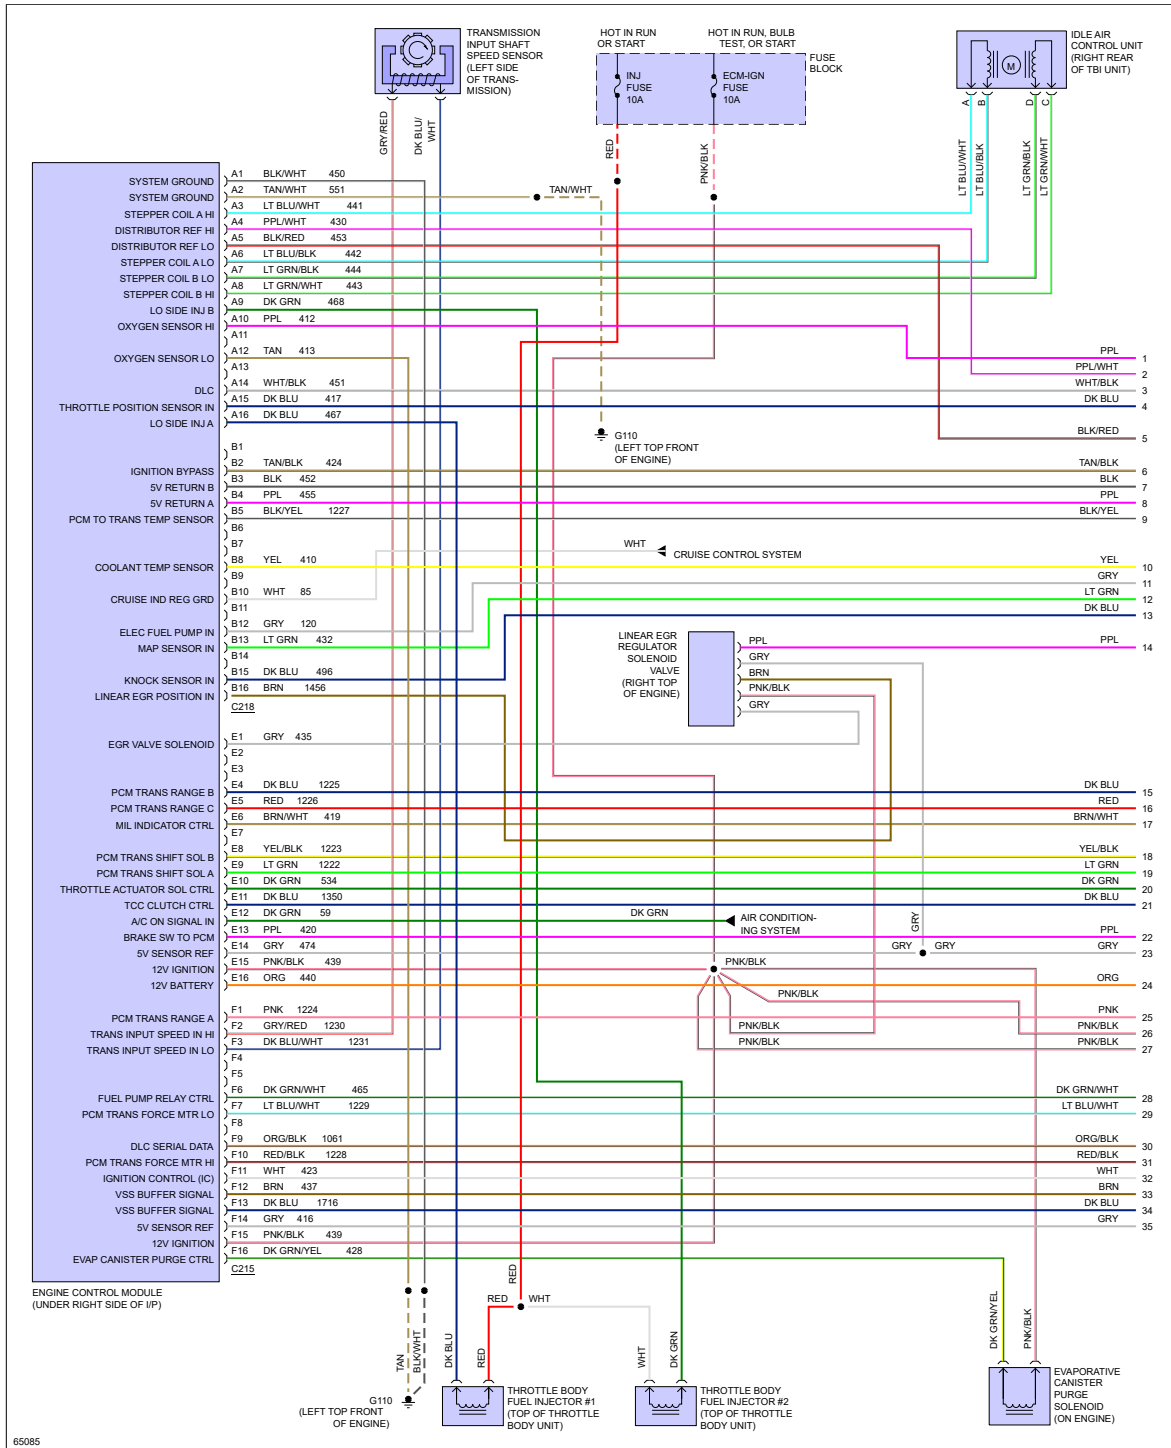 TRANSMISSION
INPUT SHAFT
SPEED SENSOR
(LEFT SIDE
OF TRANS-
MISSION)
HOT IN RUN
OR START
HOT IN RUN, BULB
TEST, OR START
FUSE
BLOCK
INJ
FUSE
10A
ECM-IGN
FUSE
10A
IDLE AIR
CONTROL UNIT
(RIGHT REAR
OF TBI UNIT)
M
A
B
D
C
GRY/RED
DK BLU/
WHT
RED
PNK/BLK
LT BLU/WHT
LT BLU/BLK
LT GRN/BLK
LT GRN/WHT
SYSTEM GROUND A1 BLK/WHT 450
SYSTEM GROUND A2 TAN/WHT 551
TAN/WHT
STEPPER COIL A HI A3 LT BLU/WHT 441
DISTRIBUTOR REF HI A4 PPL/WHT 430
DISTRIBUTOR REF LO A5 BLK/RED 453
STEPPER COIL A LO A6 LT BLU/BLK 442
STEPPER COIL B LO A7 LT GRN/BLK 444
STEPPER COIL B HI A8 LT GRN/WHT 443
LO SIDE INJ B A9 DK GRN 468
OXYGEN SENSOR HI A10 PPL 412
A11
PPL 1
OXYGEN SENSOR LO A12 TAN 413
A13
PPL/WHT 2
DLC A14 WHT/BLK 451 WHT/BLK 3
THROTTLE POSITION SENSOR IN A15 DK BLU 417 DK BLU 4
LO SIDE INJ A A16 DK BLU 467
BLK/RED 5
G110
(LEFT TOP FRONT
OF ENGINE)
B1
IGNITION BYPASS B2 TAN/BLK 424 TAN/BLK 6
5V RETURN B B3 BLK 452 BLK 7
5V RETURN A B4 PPL 455 PPL 8
PCM TO TRANS TEMP SENSOR B5 BLK/YEL 1227 BLK/YEL 9
B6
B7
WHT CRUISE CONTROL SYSTEM
COOLANT TEMP SENSOR B8 YEL 410 YEL 10
B9
GRY 11
CRUISE IND REG GRD B10 WHT 85 LT GRN 12
B11
DK BLU 13
ELEC FUEL PUMP IN B12 GRY 120
MAP SENSOR IN B13 LT GRN 432
B14
KNOCK SENSOR IN B15 DK BLU 496
LINEAR EGR POSITION IN B16 BRN 1456
C218
LINEAR EGR
REGULATOR
SOLENOID
VALVE
(RIGHT TOP
OF ENGINE)
PPL PPL 14
GRY
BRN
PNK/BLK
GRY
EGR VALVE SOLENOID E1 GRY 435
E2
E3
PCM TRANS RANGE B E4 DK BLU 1225 DK BLU 15
PCM TRANS RANGE C E5 RED 1226 RED 16
MIL INDICATOR CTRL E6 BRN/WHT 419 BRN/WHT 17
E7
PCM TRANS SHIFT SOL B E8 YEL/BLK 1223 YEL/BLK 18
PCM TRANS SHIFT SOL A E9 LT GRN 1222 LT GRN 19
THROTTLE ACTUATOR SOL CTRL E10 DK GRN 534 DK GRN 20
TCC CLUTCH CTRL E11 DK BLU 1350 DK BLU 21
A/C ON SIGNAL IN E12 DK GRN 59 DK GRN
AIR CONDITION-
ING SYSTEM
GRY
BRAKE SW TO PCM E13 PPL 420 PPL 22
5V SENSOR REF E14 GRY 474 GRY GRY GRY 23
12V IGNITION E15 PNK/BLK 439 PNK/BLK
12V BATTERY E16 ORG 440 ORG 24
PNK/BLK
PCM TRANS RANGE A F1 PNK 1224 PNK 25
TRANS INPUT SPEED IN HI F2 GRY/RED 1230 PNK/BLK PNK/BLK 26
TRANS INPUT SPEED IN LO F3 DK BLU/WHT 1231 PNK/BLK PNK/BLK 27
F4
F5
FUEL PUMP RELAY CTRL F6 DK GRN/WHT 465 DK GRN/WHT 28
PCM TRANS FORCE MTR LO F7 LT BLU/WHT 1229 LT BLU/WHT 29
F8
DLC SERIAL DATA F9 ORG/BLK 1061 ORG/BLK 30
PCM TRANS FORCE MTR HI F10 RED/BLK 1228 RED/BLK 31
IGNITION CONTROL (IC) F11 WHT 423 WHT 32
VSS BUFFER SIGNAL F12 BRN 437 BRN 33
VSS BUFFER SIGNAL F13 DK BLU 1716 DK BLU 34
5V SENSOR REF F14 GRY 416 GRY 35
12V IGNITION F15 PNK/BLK 439
EVAP CANISTER PURGE CTRL F16 DK GRN/YEL 428
C215
ENGINE CONTROL MODULE
(UNDER RIGHT SIDE OF I/P)
RED
RED WHT
TAN
BLK/WHT
DK BLU
RED
WHT
DK GRN
DK GRN/YEL
PNK/BLK
G110
(LEFT TOP FRONT
OF ENGINE)
THROTTLE BODY
FUEL INJECTOR #1
(TOP OF THROTTLE
BODY UNIT)
THROTTLE BODY
FUEL INJECTOR #2
(TOP OF THROTTLE
BODY UNIT)
EVAPORATIVE
CANISTER
PURGE
SOLENOID
(ON ENGINE)
65085